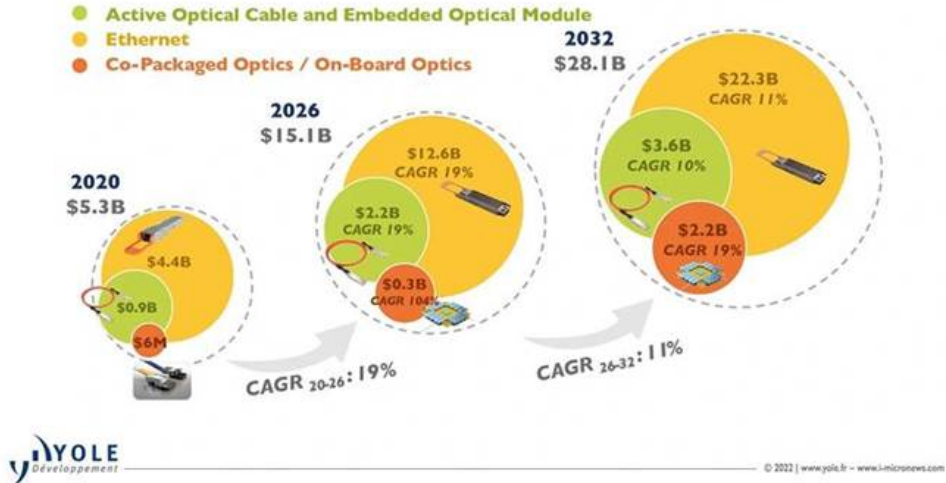 Active Optical Cable and Embedded Optical Module
Ethernet
Co-Packaged Optics / On-Board Optics
2020
$5.3B
$4.4B
$0.9B
$6M
CAGR 20-26: 19%
2026
$15.1B
$12.6B
CAGR 19%
$2.2B
CAGR 19%
$0.3B
CAGR 104%
CAGR 26-32: 11%
2032
$28.1B
$22.3B
CAGR 11%
$3.6B
CAGR 10%
$2.2B
CAGR 19%
YOLE
Développement
© 2022 | www.yole.fr – www.i-micronews.com